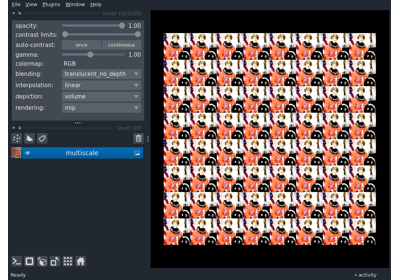 File View Plugins Window Help
layer controls
opacity: 1.00
contrast limits:
auto-contrast: once continuous
gamma: 1.00
colormap: RGB
blending: translucent_no_depth
interpolation: linear
depiction: volume
rendering: mip
layer list
multiscale
Ready
activity